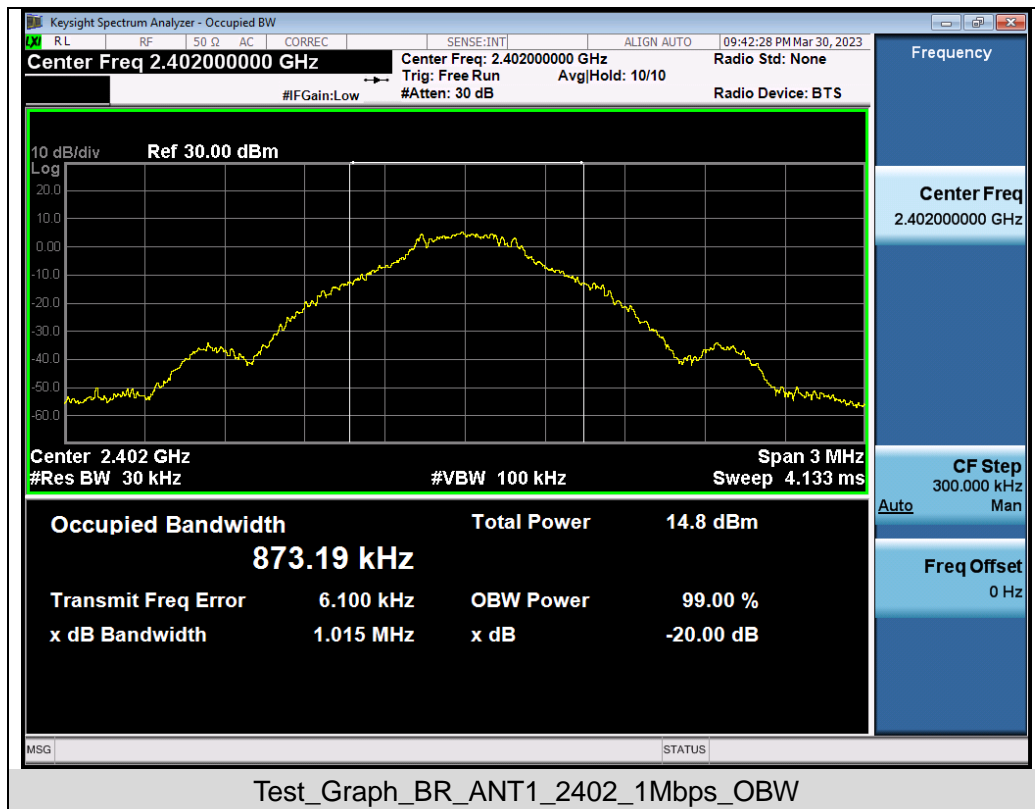 Keysight Spectrum Analyzer - Occupied BW
LXI RL RF 50 Ω AC CORREC SENSE:INT ALIGN AUTO 09:42:28 PM Mar 30, 2023
Center Freq 2.402000000 GHz
Center Freq: 2.402000000 GHz
Radio Std: None
Trig: Free Run Avg|Hold: 10/10
#IFGain:Low
#Atten: 30 dB
Radio Device: BTS
10 dB/div Ref 30.00 dBm
Log
20.0
10.0
0.00
-10.0
-20.0
-30.0
-40.0
-50.0
-60.0
Center 2.402 GHz Span 3 MHz
#Res BW 30 kHz #VBW 100 kHz Sweep 4.133 ms
Occupied Bandwidth Total Power 14.8 dBm
873.19 kHz
Transmit Freq Error 6.100 kHz OBW Power 99.00 %
x dB Bandwidth 1.015 MHz x dB -20.00 dB
Frequency
Center Freq
2.402000000 GHz
CF Step
300.000 kHz
Auto Man
Freq Offset
0 Hz
MSG STATUS
Test_Graph_BR_ANT1_2402_1Mbps_OBW